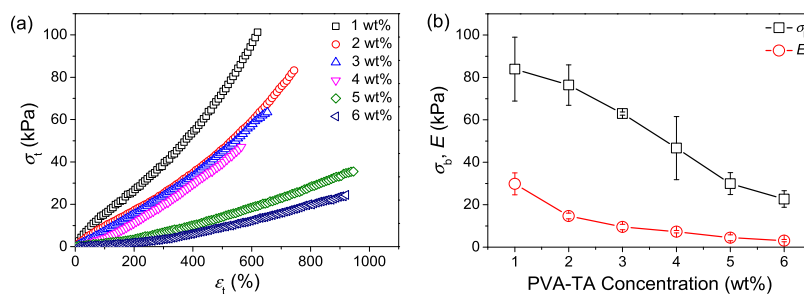 (a)
100
80
60
40
20
0
σt (kPa)
0 200 400 600 800 1000
εt (%)
1 wt%
2 wt%
3 wt%
4 wt%
5 wt%
6 wt%
(b)
100
80
60
40
20
0
σb, E (kPa)
1 2 3 4 5 6
PVA-TA Concentration (wt%)
σ
E